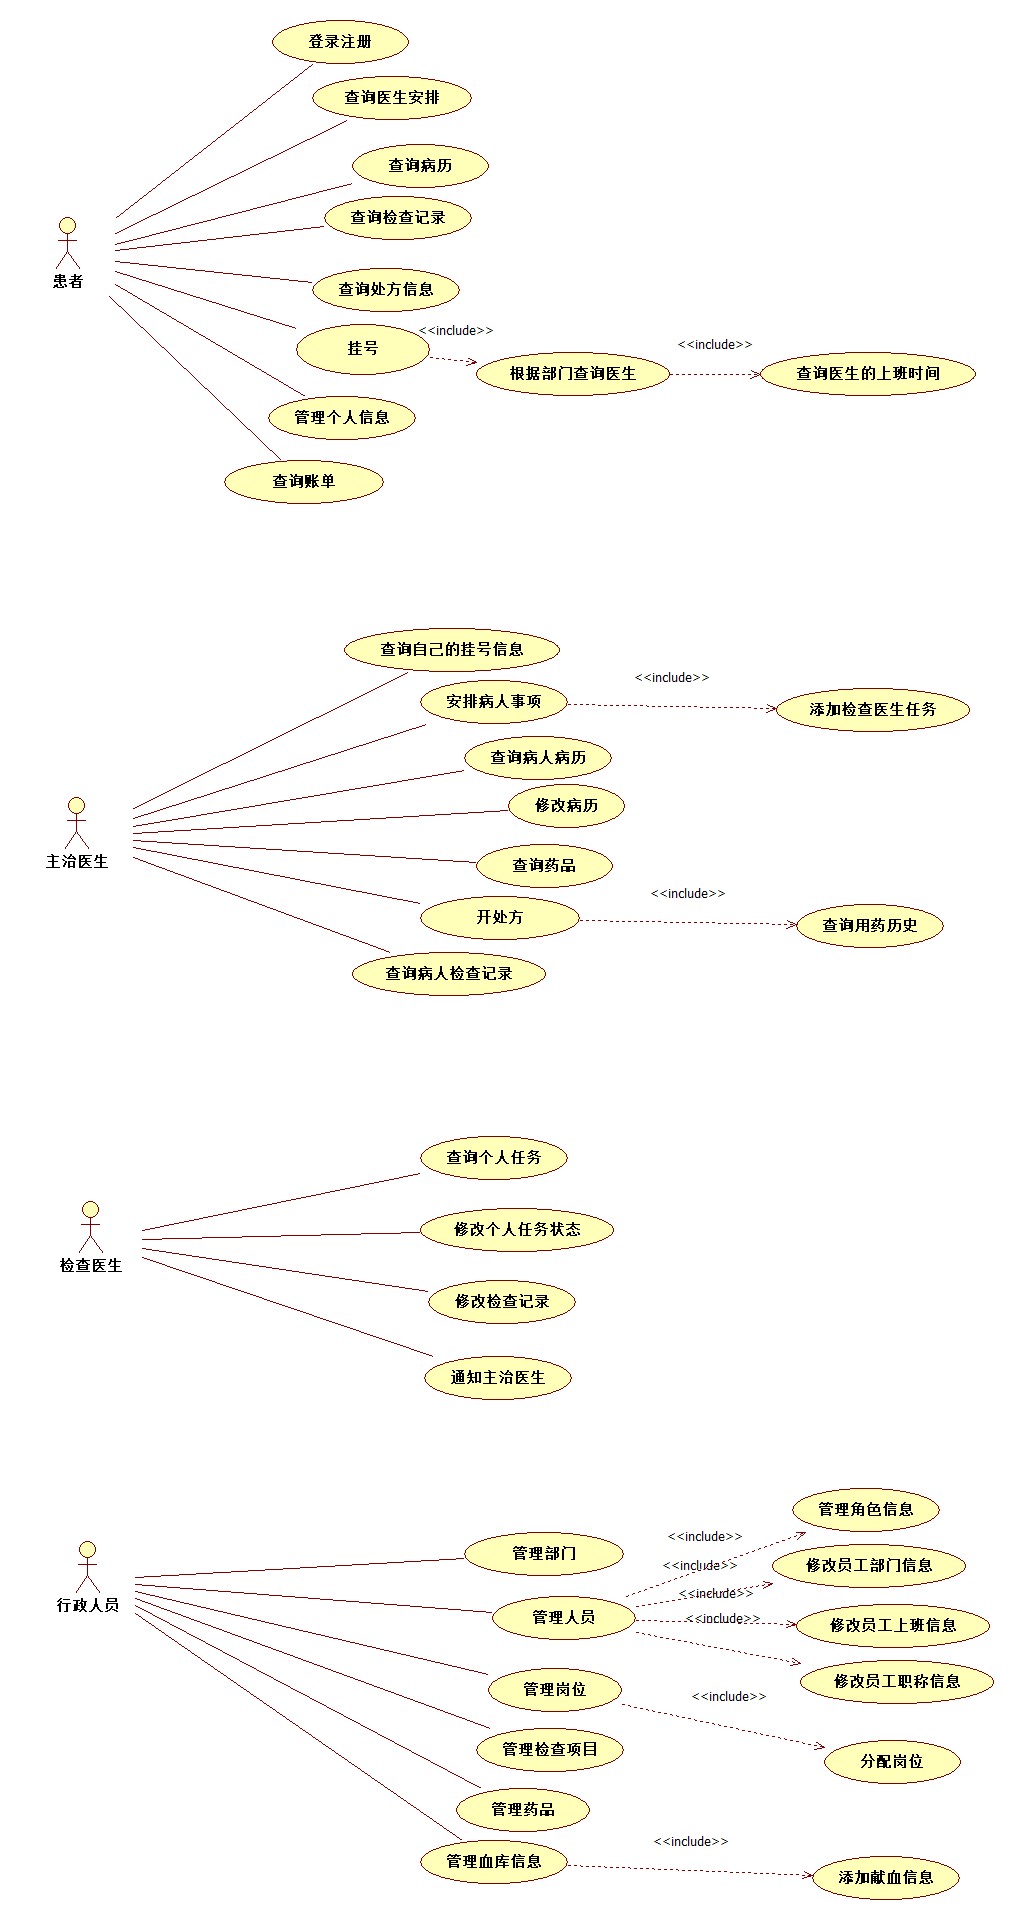 登录注册
查询医生安排
查询病历
查询检查记录
患者
查询处方信息
挂号
<<include>>
根据部门查询医生
<<include>>
查询医生的上班时间
管理个人信息
查询账单
查询自己的挂号信息
安排病人事项
<<include>>
添加检查医生任务
查询病人病历
修改病历
主治医生
查询药品
开处方
<<include>>
查询用药历史
查询病人检查记录
查询个人任务
修改个人任务状态
检查医生
修改检查记录
通知主治医生
管理角色信息
<<include>>
管理部门
<<include>>
修改员工部门信息
<<include>>
行政人员
管理人员
<<include>>
修改员工上班信息
修改员工职称信息
管理岗位
<<include>>
管理检查项目
分配岗位
管理药品
<<include>>
管理血库信息
添加献血信息